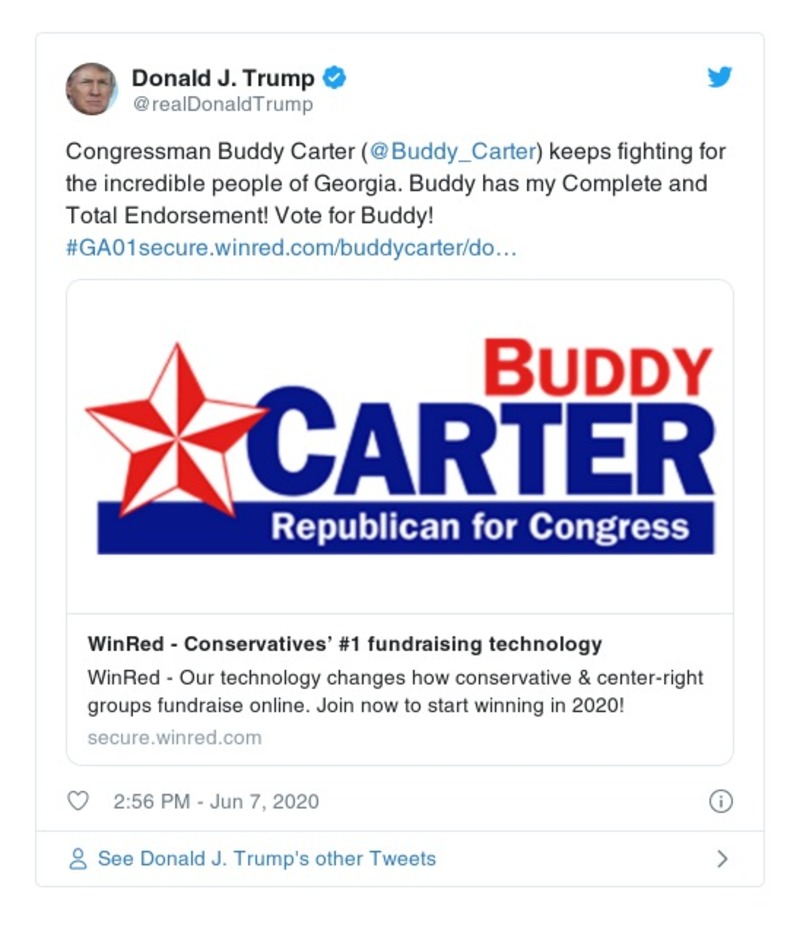 Donald J. Trump
@realDonaldTrump
Congressman Buddy Carter (@Buddy_Carter) keeps fighting for
the incredible people of Georgia. Buddy has my Complete and
Total Endorsement! Vote for Buddy!
#GA01secure.winred.com/buddycarter/do…
BUDDY
CARTER
Republican for Congress
WinRed - Conservatives’ #1 fundraising technology
WinRed - Our technology changes how conservative & center-right
groups fundraise online. Join now to start winning in 2020!
secure.winred.com
2:56 PM - Jun 7, 2020
See Donald J. Trump's other Tweets